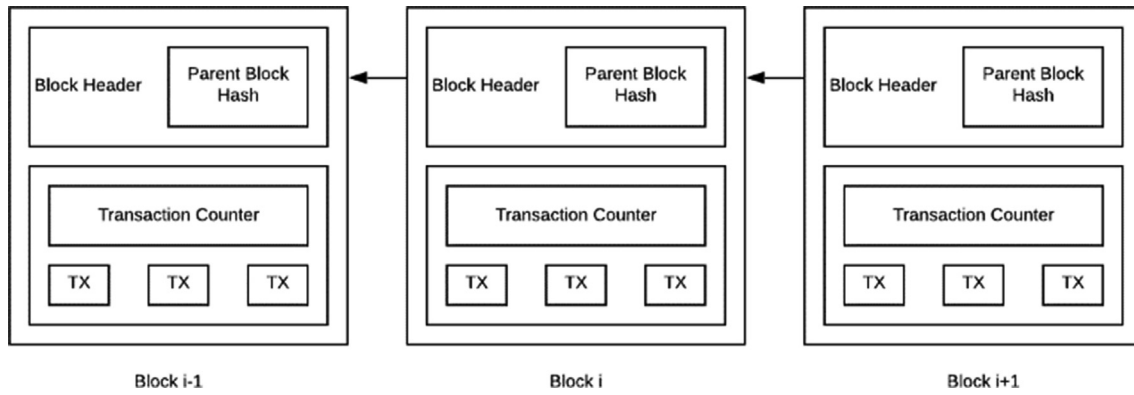 Block Header
Parent Block
Hash
Transaction Counter
TX TX TX
Block i-1
Block Header
Parent Block
Hash
Transaction Counter
TX TX TX
Block i
Block Header
Parent Block
Hash
Transaction Counter
TX TX TX
Block i+1